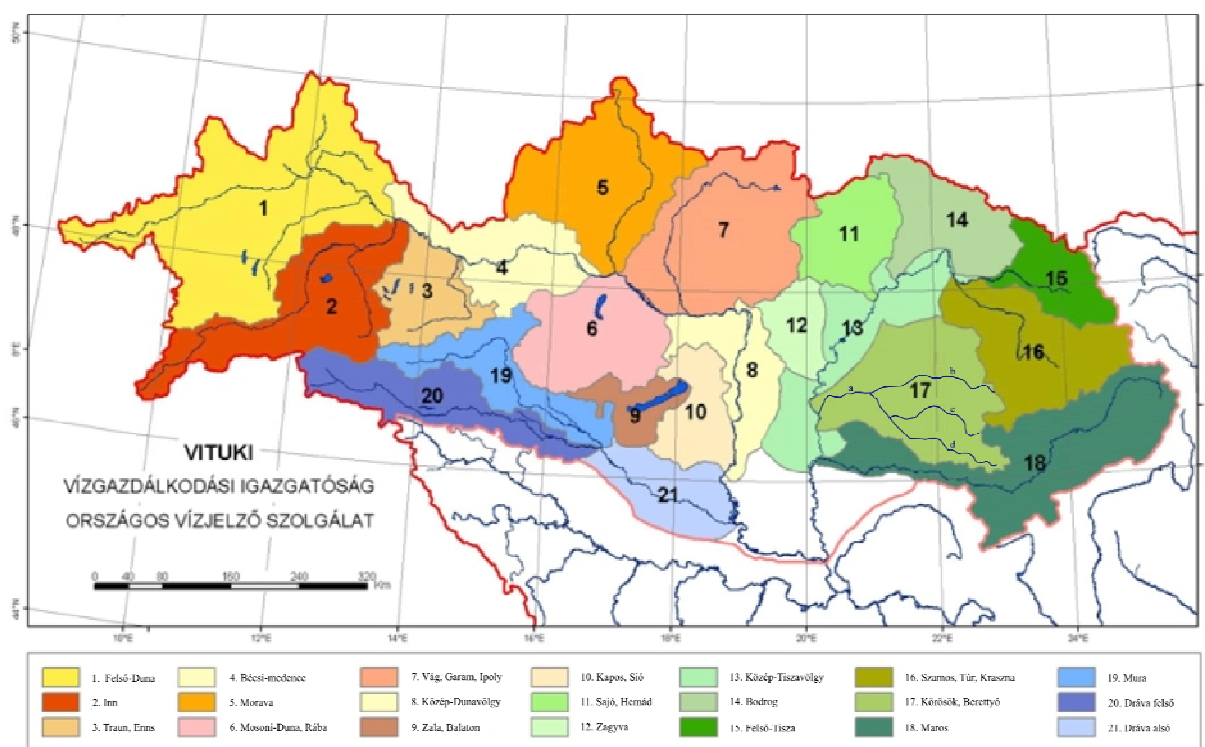 50°N
48°N
8°E
46°N
44°N
1
2
3
4
5
6
7
8
9
10
11
12
13
14
15
16
17
a
b
c
d
18
19
20
21
VITUKI
VÍZGAZDÁLKODÁSI IGAZGATÓSÁG
ORSZÁGOS VÍZJELZŐ SZOLGÁLAT
0 40 80 160 240 320 Km
10°E 12°E 14°E 16°E 18°E 20°E 22°E 24°E
1. Felső-Duna 4. Bécsi-medence 7. Vág, Garam, Ipoly 10. Kapos, Sió 13. Közép-Tiszavölgy 16. Szamos, Túr, Kraszna 19. Mura
2. Inn 5. Morava 8. Közép-Dunavölgy 11. Sajó, Hernád 14. Bodrog 17. Körösök, Berettyó 20. Dráva felső
3. Traun, Enns 6. Mosoni-Duna, Rába 9. Zala, Balaton 12. Zagyva 15. Felső-Tisza 18. Maros 21. Dráva alsó